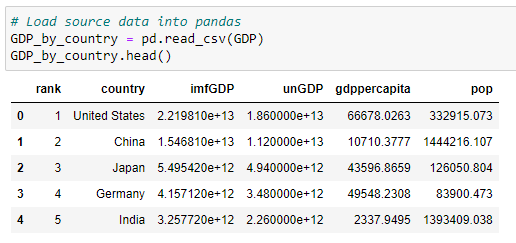 # Load source data into pandas
GDP_by_country = pd.read_csv(GDP)
GDP_by_country.head()
rank country imfGDP unGDP gdppercapita pop
0 1 United States 2.219810e+13 1.860000e+13 66678.0263 332915.073
1 2 China 1.546810e+13 1.120000e+13 10710.3777 1444216.107
2 3 Japan 5.495420e+12 4.940000e+12 43596.8659 126050.804
3 4 Germany 4.157120e+12 3.480000e+12 49548.2308 83900.473
4 5 India 3.257720e+12 2.260000e+12 2337.9495 1393409.038